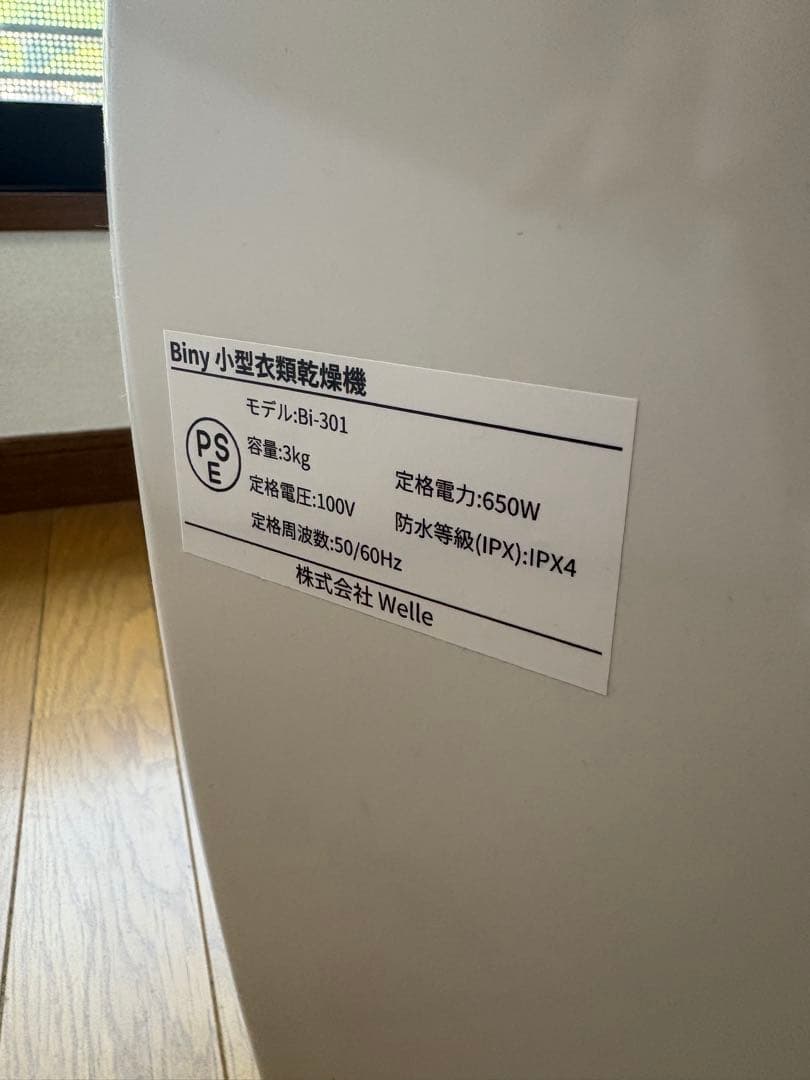 Biny 小型衣類乾燥機
モデル:Bi-301
PSE
容量:3kg
定格電圧:100V 定格電力:650W
定格周波数:50/60Hz 防水等級(IPX):IPX4
株式会社 Welle